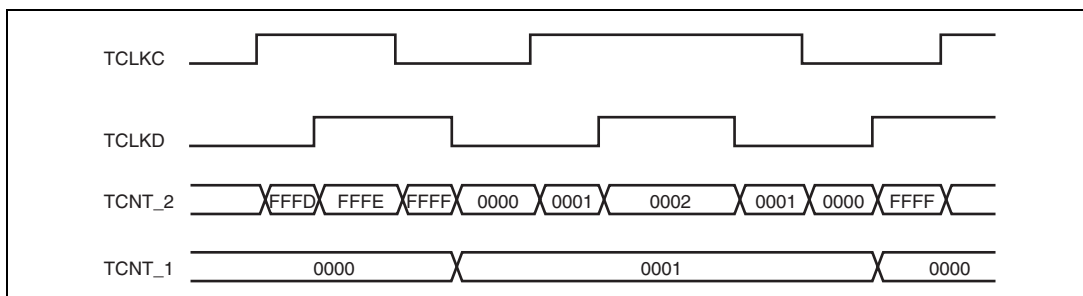 TCLKC
TCLKD
TCNT_2 FFFD FFFE FFFF 0000 0001 0002 0001 0000 FFFF
TCNT_1 0000 0001 0000